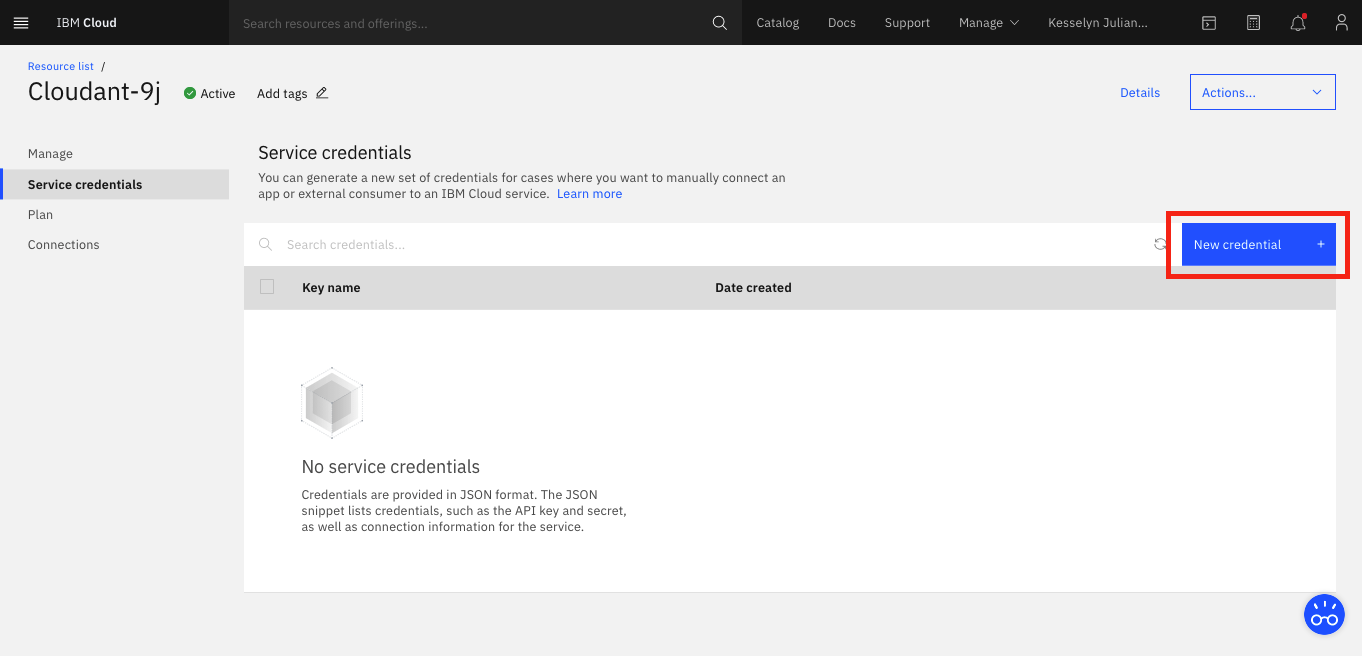 IBM Cloud
Search resources and offerings...
Catalog
Docs
Support
Manage
Kesselyn Julian...
Resource list /
Cloudant-9j
Active
Add tags
Details
Actions...
Manage
Service credentials
Plan
Connections
Service credentials
You can generate a new set of credentials for cases where you want to manually connect an
app or external consumer to an IBM Cloud service. Learn more
Search credentials...
New credential +
Key name
Date created
No service credentials
Credentials are provided in JSON format. The JSON
snippet lists credentials, such as the API key and secret,
as well as connection information for the service.